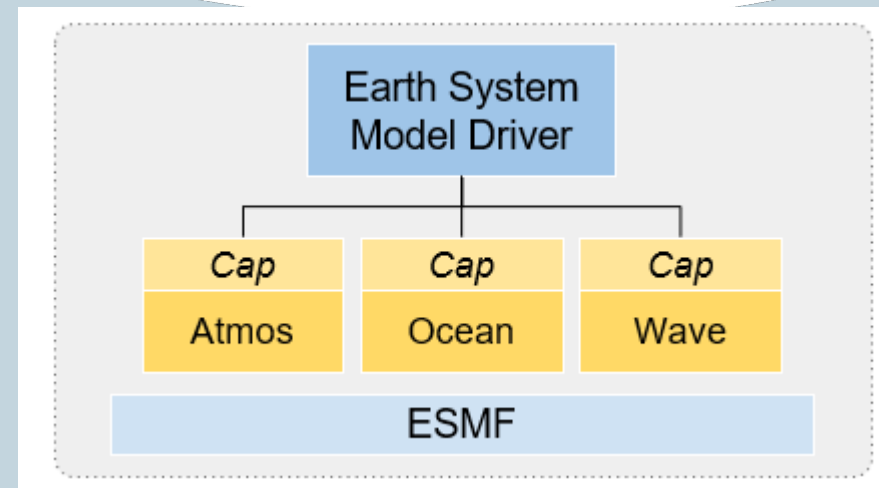 Earth System
Model Driver
Cap
Cap
Cap
Atmos
Ocean
Wave
ESMF